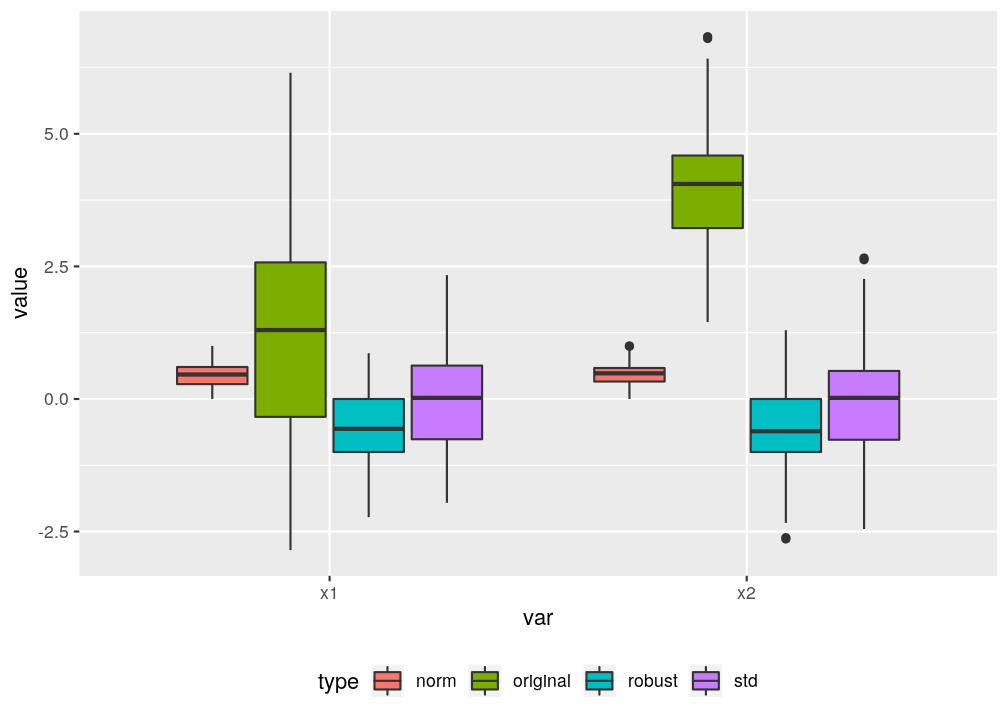 5.0
2.5
0.0
-2.5
value
x1 x2
var
type norm original robust std